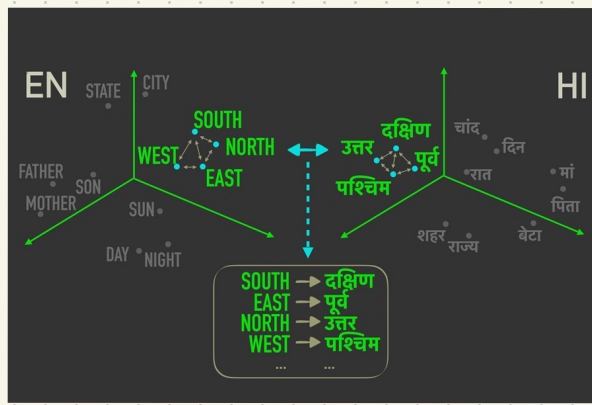 EN
STATE
CITY
SOUTH
NORTH
WEST
EAST
FATHER
SON
MOTHER
SUN
DAY
NIGHT
HI
चांद
दिन
दक्षिण
उत्तर
पूर्व
पश्चिम
रात
मां
पिता
शहर
राज्य
बेटा
SOUTH → दक्षिण
EAST → पूर्व
NORTH → उत्तर
WEST → पश्चिम
... ...